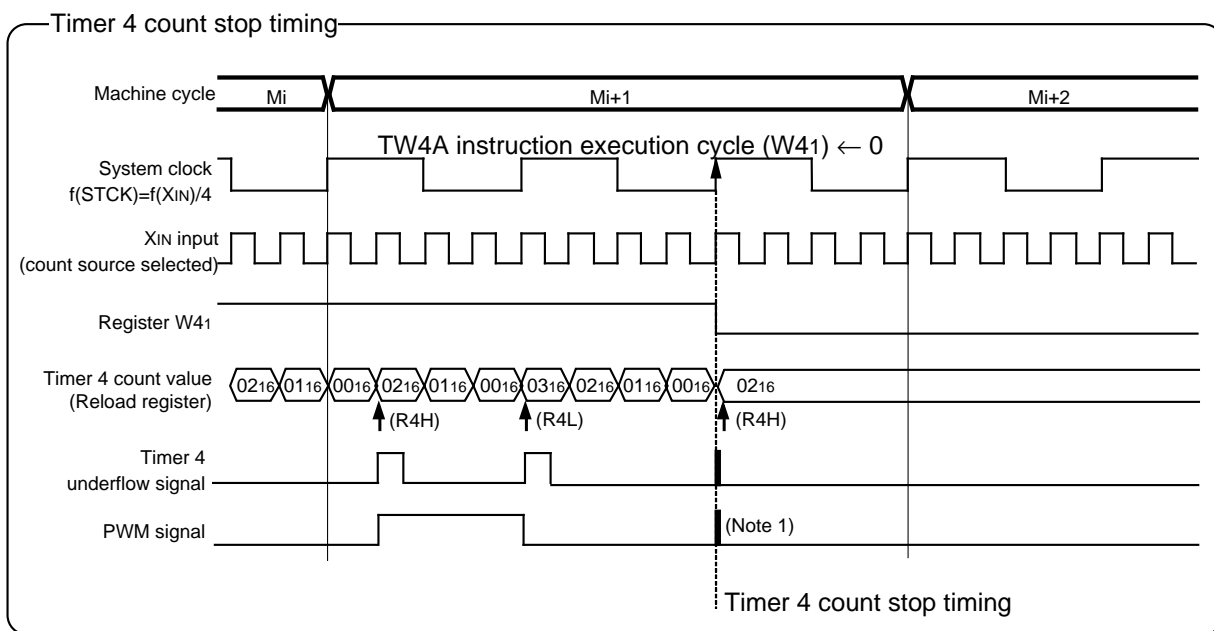 Timer 4 count stop timing
Machine cycle Mi Mi+1 Mi+2
TW4A instruction execution cycle (W41) ← 0
System clock
f(STCK)=f(XIN)/4
XIN input
(count source selected)
Register W41
Timer 4 count value
(Reload register)
0216 0116 0016 0216 0116 0016 0316 0216 0116 0016 0216
(R4H) (R4L) (R4H)
Timer 4
underflow signal
PWM signal (Note 1)
Timer 4 count stop timing